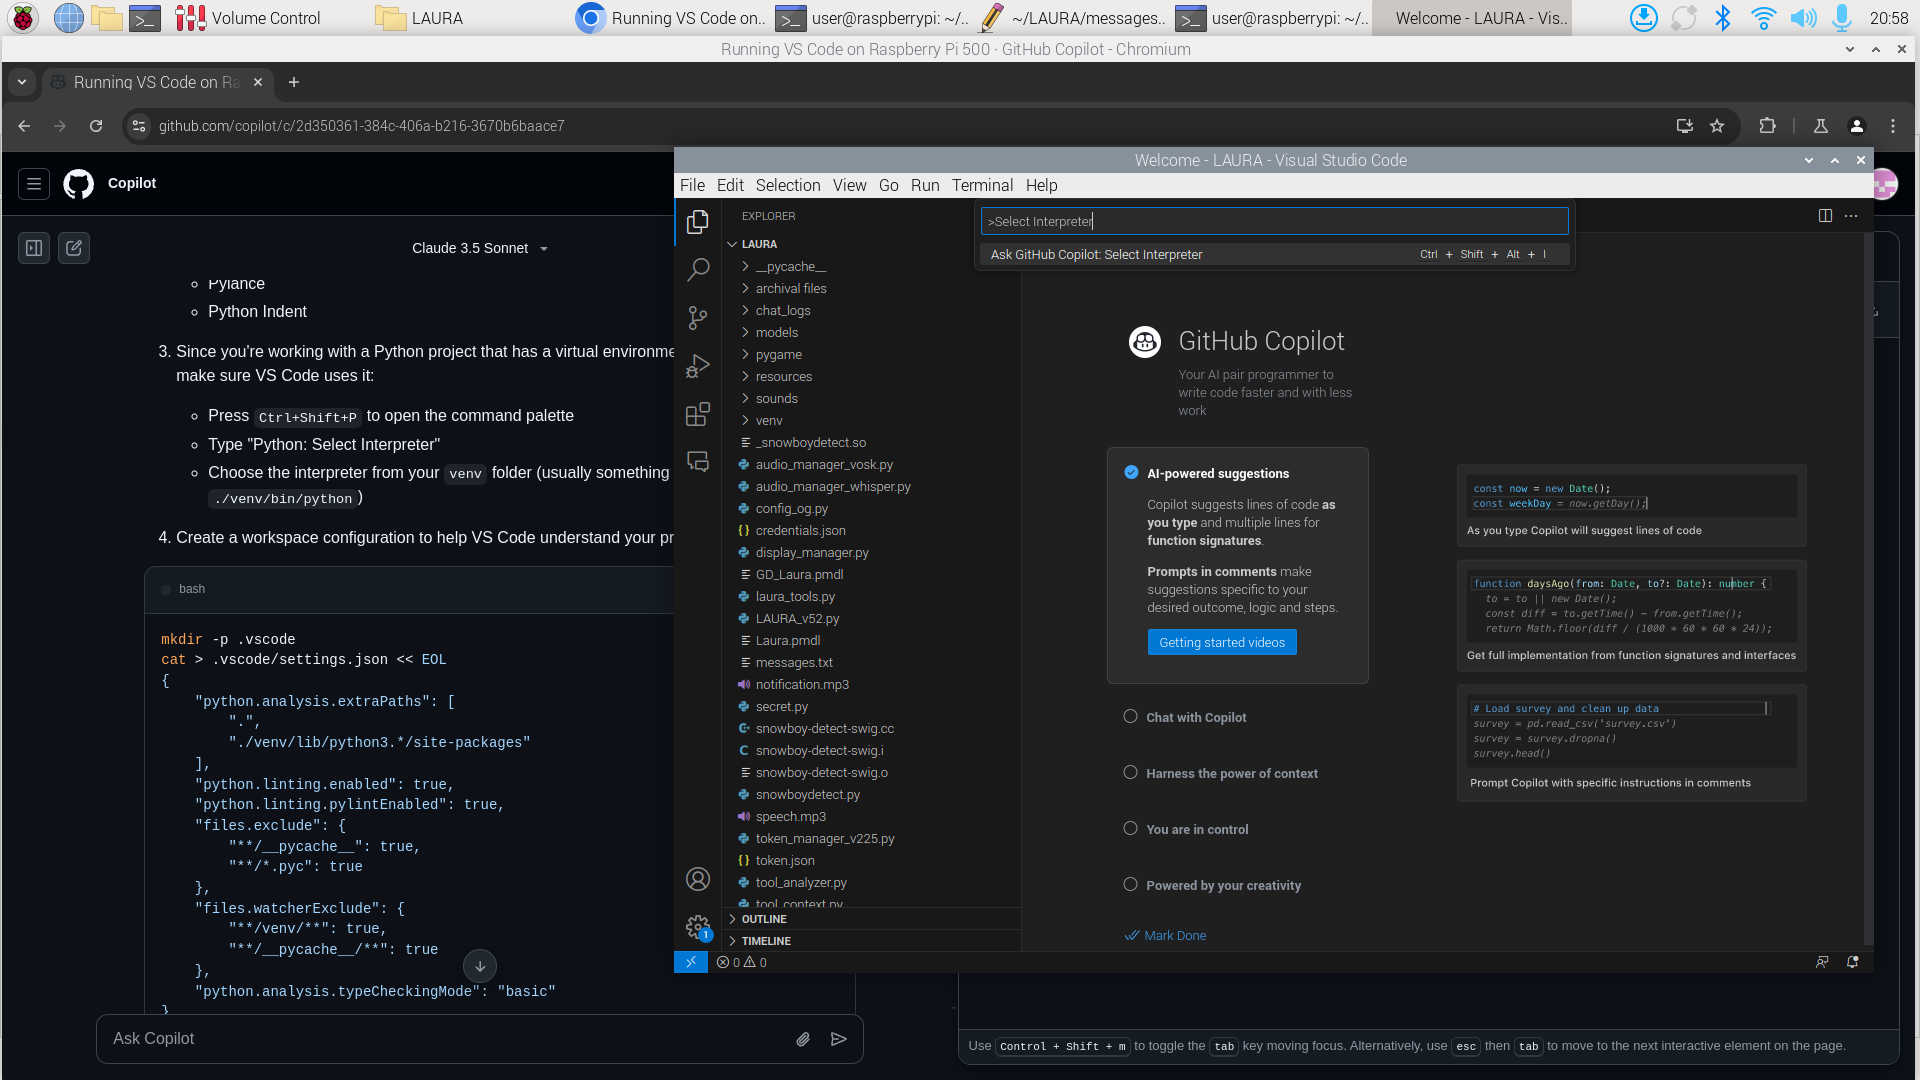 Volume Control
LAURA
Running VS Code on..
user@raspberrypi: ~/..
~/LAURA/messages..
user@raspberrypi: ~/..
Welcome - LAURA - Vis..
20:58
Running VS Code on Raspberry Pi 500 · GitHub Copilot - Chromium
Running VS Code on Ra
github.com/copilot/c/2d350361-384c-406a-b216-3670b6baace7
Copilot
Claude 3.5 Sonnet
Pylance
Python Indent
3. Since you're working with a Python project that has a virtual environme
make sure VS Code uses it:
Press Ctrl+Shift+P to open the command palette
Type "Python: Select Interpreter"
Choose the interpreter from your venv folder (usually something
./venv/bin/python)
4. Create a workspace configuration to help VS Code understand your pr
bash
mkdir -p .vscode
cat > .vscode/settings.json << EOL
{
"python.analysis.extraPaths": [
".",
"./venv/lib/python3.*/site-packages"
],
"python.linting.enabled": true,
"python.linting.pylintEnabled": true,
"files.exclude": {
"**/__pycache__": true,
"**/*.pyc": true
},
"files.watcherExclude": {
"**/venv/**": true,
"**/__pycache__/**": true
},
"python.analysis.typeCheckingMode": "basic"
}
Ask Copilot
Welcome - LAURA - Visual Studio Code
File Edit Selection View Go Run Terminal Help
EXPLORER
>Select Interpreter
Ask GitHub Copilot: Select Interpreter
Ctrl + Shift + Alt + I
LAURA
__pycache__
archival files
chat_logs
models
pygame
resources
sounds
venv
_snowboydetect.so
audio_manager_vosk.py
audio_manager_whisper.py
config_og.py
credentials.json
display_manager.py
GD_Laura.pmdl
laura_tools.py
LAURA_v52.py
Laura.pmdl
messages.txt
notification.mp3
secret.py
snowboy-detect-swig.cc
snowboy-detect-swig.i
snowboy-detect-swig.o
snowboydetect.py
speech.mp3
token_manager_v225.py
token.json
tool_analyzer.py
tool_context.py
OUTLINE
TIMELINE
1
0 0
GitHub Copilot
Your AI pair programmer to
write code faster and with less
work
AI-powered suggestions
Copilot suggests lines of code as
you type and multiple lines for
function signatures.
Prompts in comments make
suggestions specific to your
desired outcome, logic and steps.
Getting started videos
Chat with Copilot
Harness the power of context
You are in control
Powered by your creativity
Mark Done
const now = new Date();
const weekDay = now.getDay();
As you type Copilot will suggest lines of code
function daysAgo(from: Date, to?: Date): number {
to = to || new Date();
const diff = to.getTime() - from.getTime();
return Math.floor(diff / (1000 * 60 * 60 * 24));
Get full implementation from function signatures and interfaces
# Load survey and clean up data
survey = pd.read_csv('survey.csv')
survey = survey.dropna()
survey.head()
Prompt Copilot with specific instructions in comments
Use Control + Shift + m to toggle the tab key moving focus. Alternatively, use esc then tab to move to the next interactive element on the page.